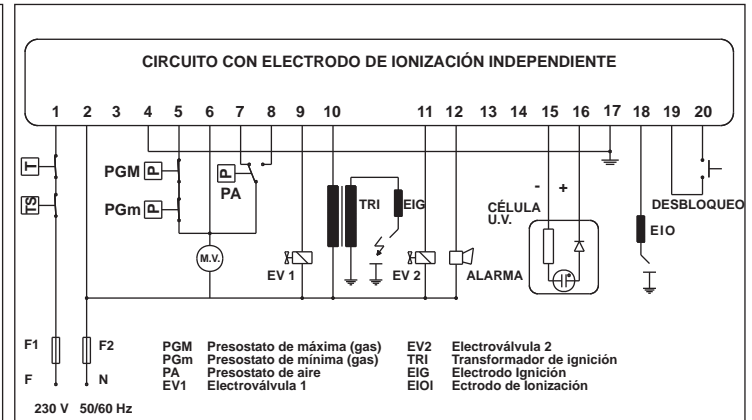 CIRCUITO CON ELECTRODO DE IONIZACIÓN INDEPENDIENTE
1 2 3 4 5 6 7 8 9 10 11 12 13 14 15 16 17 18 19 20
T
TS
PGM P
PGm P
P
PA
M.V.
EV 1
TRI
EIG
EV 2
ALARMA
- +
CÉLULA
U.V.
EIO
DESBLOQUEO
F1 F2
F N
230 V 50/60 Hz
PGM Presostato de máxima (gas)
PGm Presostato de mínima (gas)
PA Presostato de aire
EV1 Electroválvula 1
EV2 Electroválvula 2
TRI Transformador de ignición
EIG Electrodo Ignición
EIOI Ectrodo de Ionización